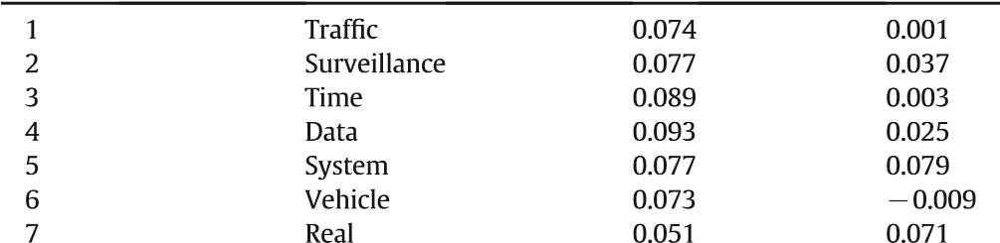 1 Traffic 0.074 0.001
2 Surveillance 0.077 0.037
3 Time 0.089 0.003
4 Data 0.093 0.025
5 System 0.077 0.079
6 Vehicle 0.073 −0.009
7 Real 0.051 0.071